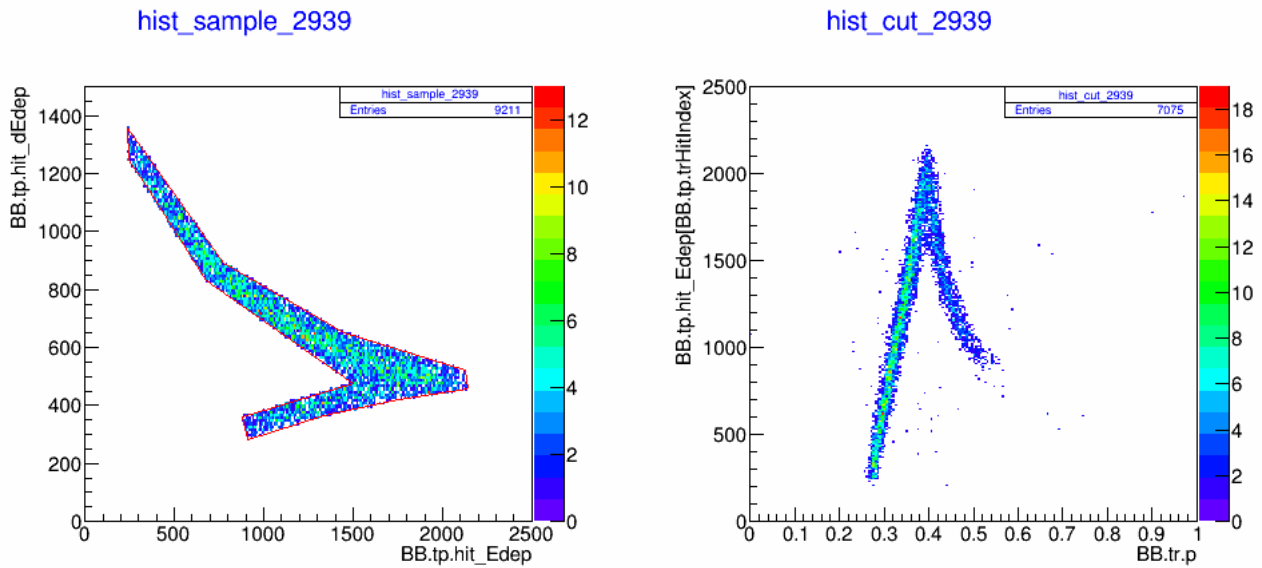 hist_sample_2939
hist_sample_2939
Entries 9211
BB.tp.hit_dEdep
1400
1200
1000
800
600
400
200
0
0 500 1000 1500 2000 2500
BB.tp.hit_Edep
12
10
8
6
4
2
0
hist_cut_2939
hist_cut_2939
Entries 7075
BB.tp.hit_Edep[BB.tp.trHitIndex]
2500
2000
1500
1000
500
0
0 0.1 0.2 0.3 0.4 0.5 0.6 0.7 0.8 0.9 1
BB.tr.p
18
16
14
12
10
8
6
4
2
0